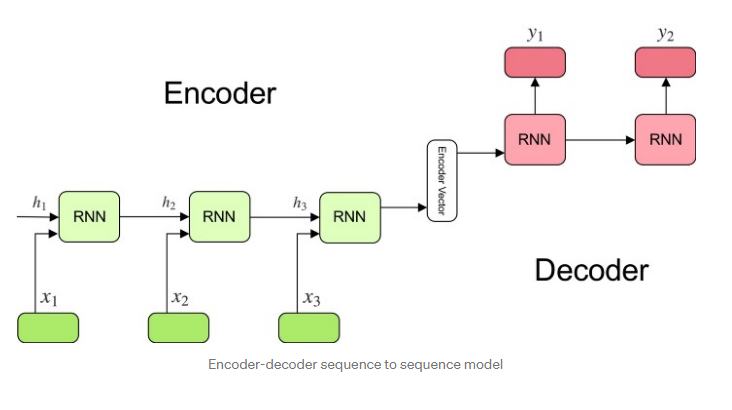 y1 y2
Encoder
RNN RNN
Encoder Vector
h1 h2 h3
RNN RNN RNN
Decoder
x1 x2 x3
Encoder-decoder sequence to sequence model